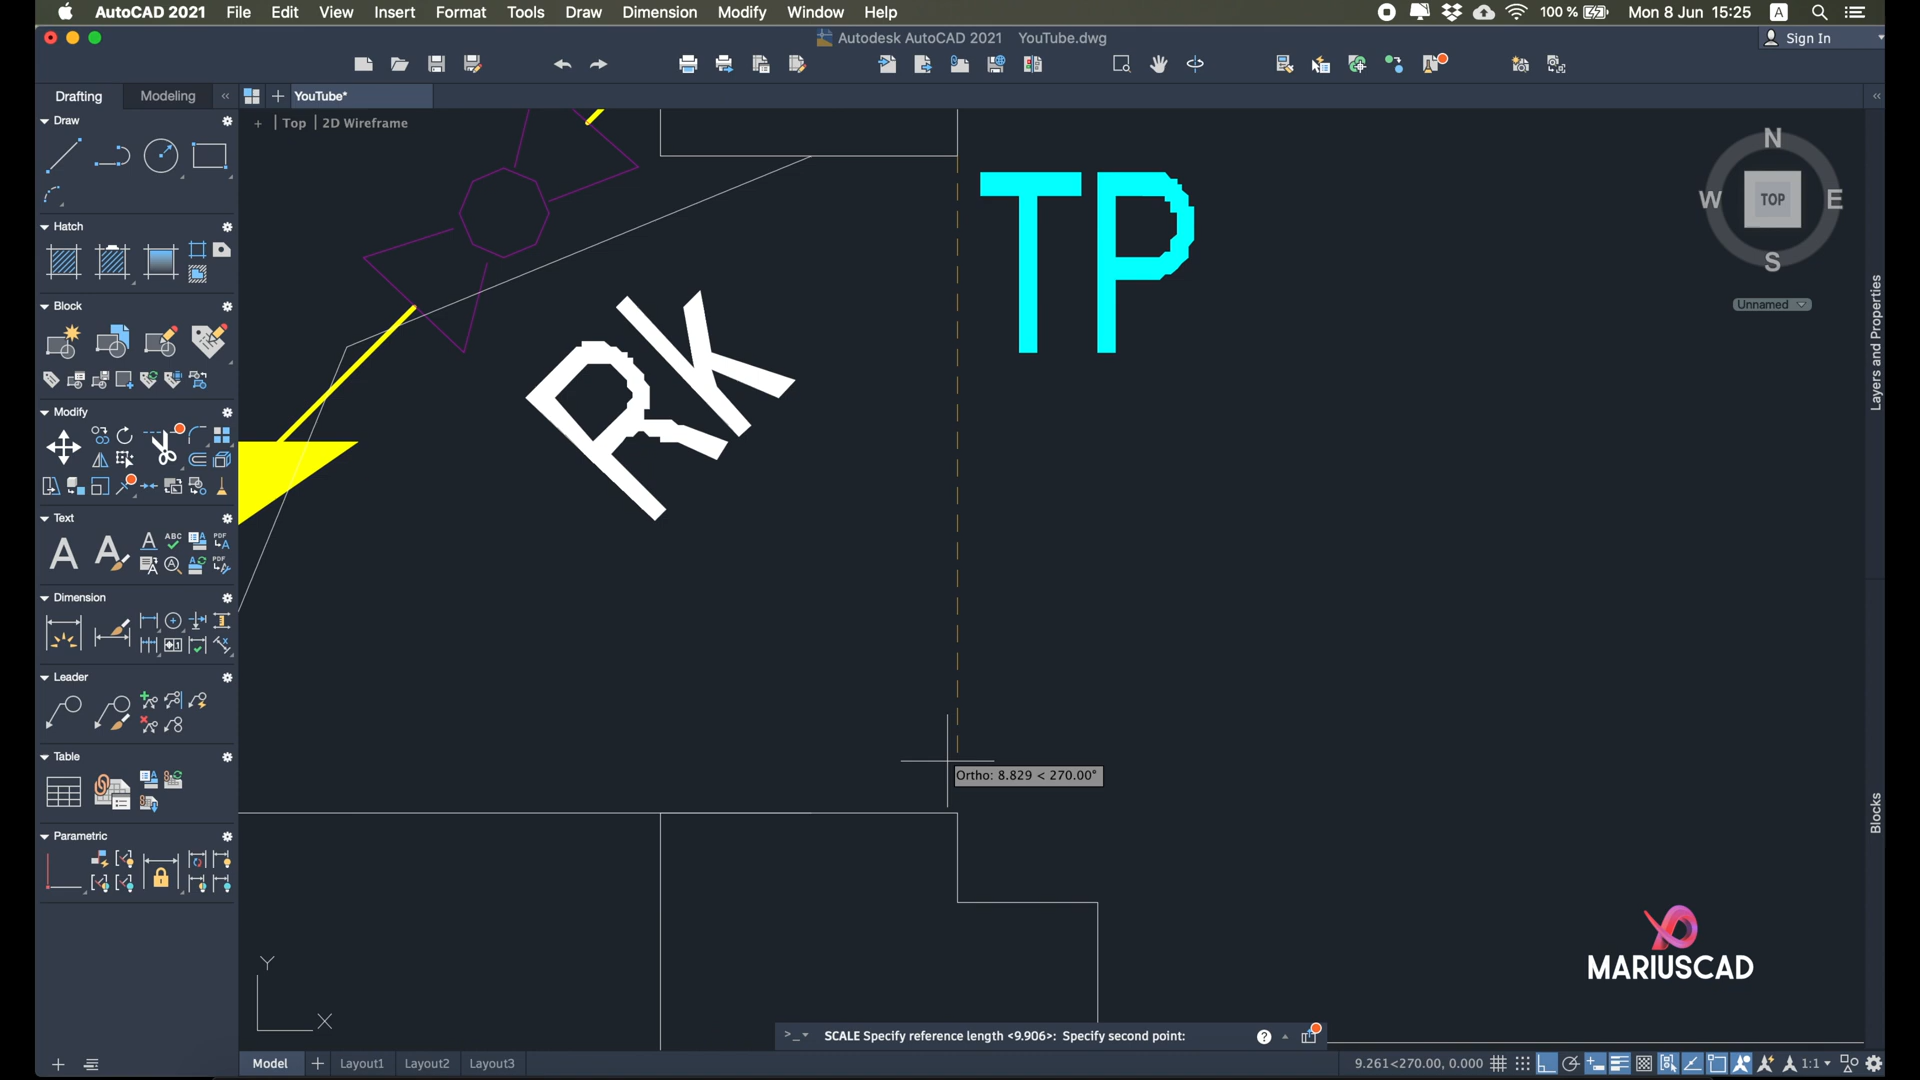 AutoCAD 2021 File Edit View Insert Format Tools Draw Dimension Modify Window Help 100 % Mon 8 Jun 15:25 A
Autodesk AutoCAD 2021 YouTube.dwg
Sign In
Drafting Modeling YouTube*
Draw
+ Top 2D Wireframe
N
W TOP E
S
Unnamed
TP
RK
Hatch
Block
Modify
Text
ABC
PDF
PDF
Dimension
Leader
Table
Parametric
Layers and Properties
Blocks
Ortho: 8.829 < 270.00°
Y
X
MARIUSCAD
>_ SCALE Specify reference length <9.906>: Specify second point:
Model Layout1 Layout2 Layout3
9.261<270.00, 0.000 1:1